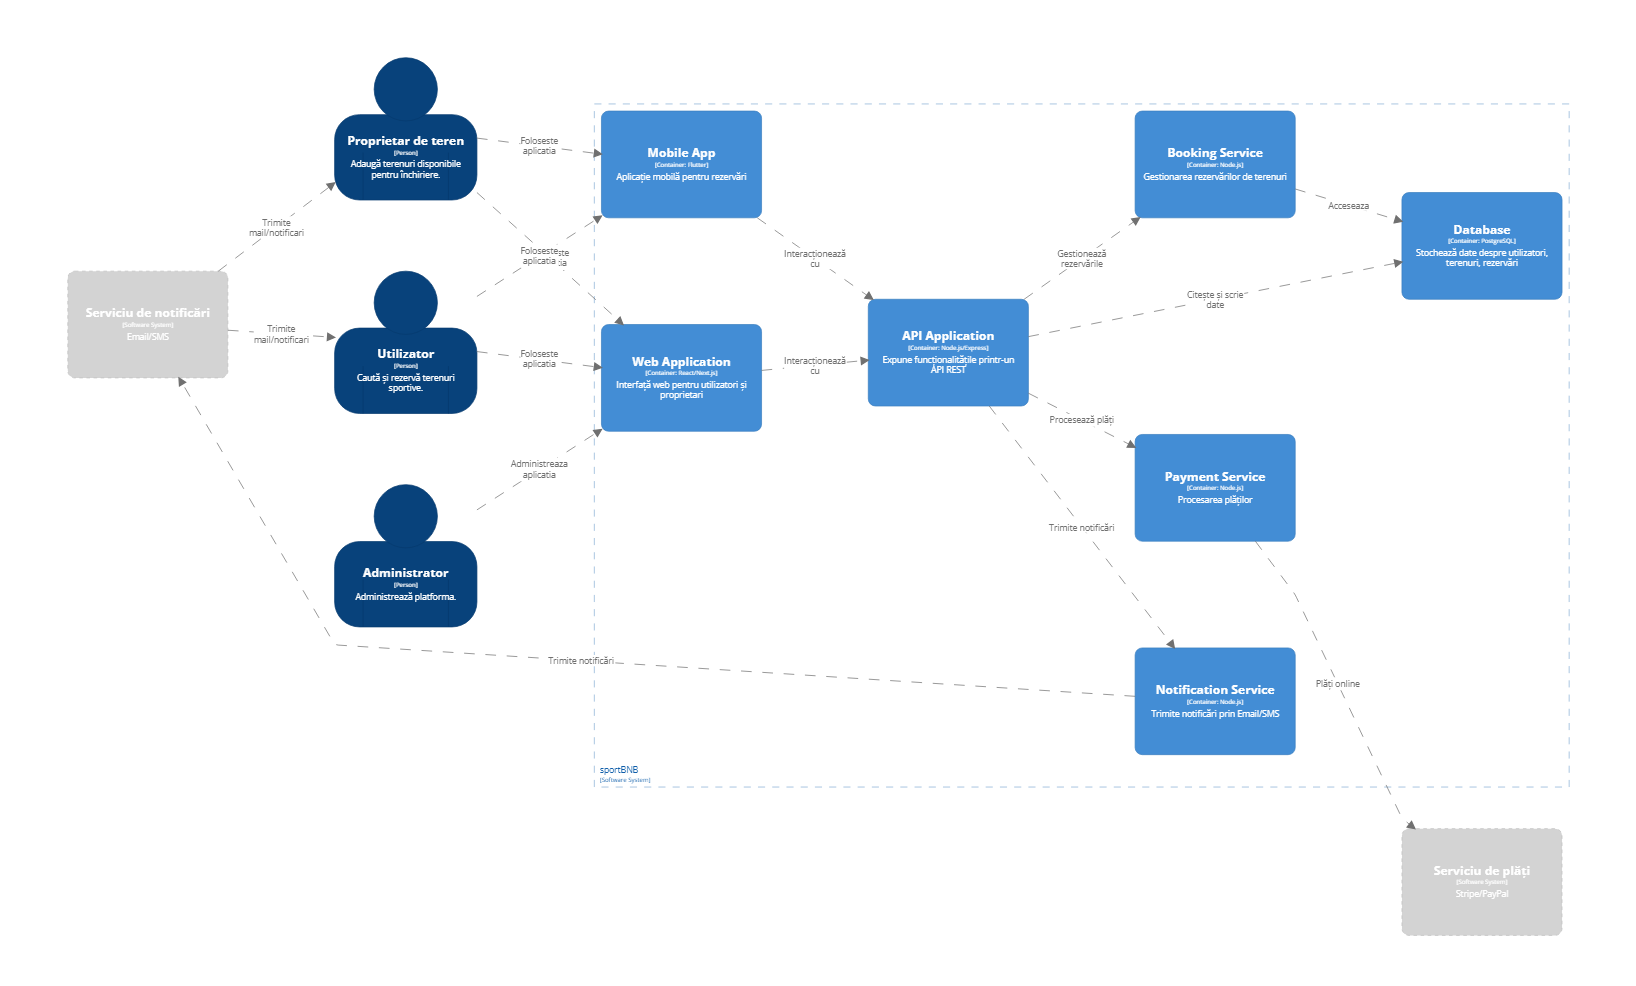 Proprietar de teren
[Person]
Adaugă terenuri disponibile
pentru închiriere.
Foloseste
aplicatia
Mobile App
[Container: Flutter]
Aplicație mobilă pentru rezervări
Booking Service
[Container: Node.js]
Gestionarea rezervărilor de terenuri
Acceseaza
Database
[Container: PostgreSQL]
Stochează date despre utilizatori,
terenuri, rezervări
Trimite
mail/notificari
Foloseste
aplicatia
Interacționează
cu
Gestionează
rezervările
Serviciu de notificări
[Software System]
Email/SMS
Trimite
mail/notificari
Utilizator
[Person]
Caută și rezervă terenuri
sportive.
Foloseste
aplicatia
Web Application
[Container: React/Next.js]
Interfață web pentru utilizatori și
proprietari
Interacționează
cu
API Application
[Container: Node.js/Express]
Expune functionalitățile printr-un
API REST
Citește și scrie
date
Procesează plăți
Administreaza
aplicatia
Payment Service
[Container: Node.js]
Procesarea plăților
Trimite notificări
Administrator
[Person]
Administrează platforma.
Trimite notificări
Notification Service
[Container: Node.js]
Trimite notificări prin Email/SMS
Plăți online
sportBNB
[Software System]
Serviciu de plăți
[Software System]
Stripe/PayPal